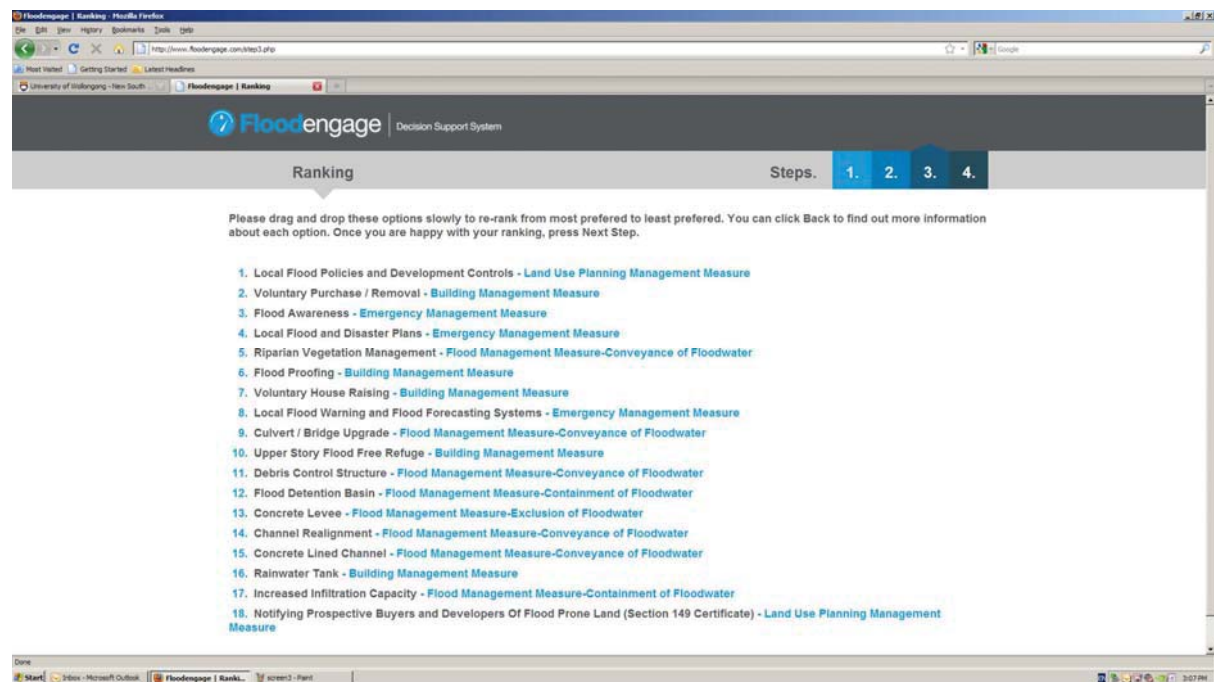 Floodengage | Ranking - Mozilla Firefox
File Edit View History Bookmarks Tools Help
http://www.floodengage.com/step3.php
Google
Most Visited Getting Started Latest Headlines
University of Wollongong - New South ...
Floodengage | Ranking
Floodengage Decision Support System
Ranking Steps. 1. 2. 3. 4.
Please drag and drop these options slowly to re-rank from most prefered to least prefered. You can click Back to find out more information
about each option. Once you are happy with your ranking, press Next Step.
1. Local Flood Policies and Development Controls - Land Use Planning Management Measure
2. Voluntary Purchase / Removal - Building Management Measure
3. Flood Awareness - Emergency Management Measure
4. Local Flood and Disaster Plans - Emergency Management Measure
5. Riparian Vegetation Management - Flood Management Measure-Conveyance of Floodwater
6. Flood Proofing - Building Management Measure
7. Voluntary House Raising - Building Management Measure
8. Local Flood Warning and Flood Forecasting Systems - Emergency Management Measure
9. Culvert / Bridge Upgrade - Flood Management Measure-Conveyance of Floodwater
10. Upper Story Flood Free Refuge - Building Management Measure
11. Debris Control Structure - Flood Management Measure-Conveyance of Floodwater
12. Flood Detention Basin - Flood Management Measure-Containment of Floodwater
13. Concrete Levee - Flood Management Measure-Exclusion of Floodwater
14. Channel Realignment - Flood Management Measure-Conveyance of Floodwater
15. Concrete Lined Channel - Flood Management Measure-Conveyance of Floodwater
16. Rainwater Tank - Building Management Measure
17. Increased Infiltration Capacity - Flood Management Measure-Containment of Floodwater
18. Notifying Prospective Buyers and Developers Of Flood Prone Land (Section 149 Certificate) - Land Use Planning Management
Measure
Done
Start Inbox - Microsoft Outlook Floodengage | Ranki... screen3 - Paint 3:07 PM